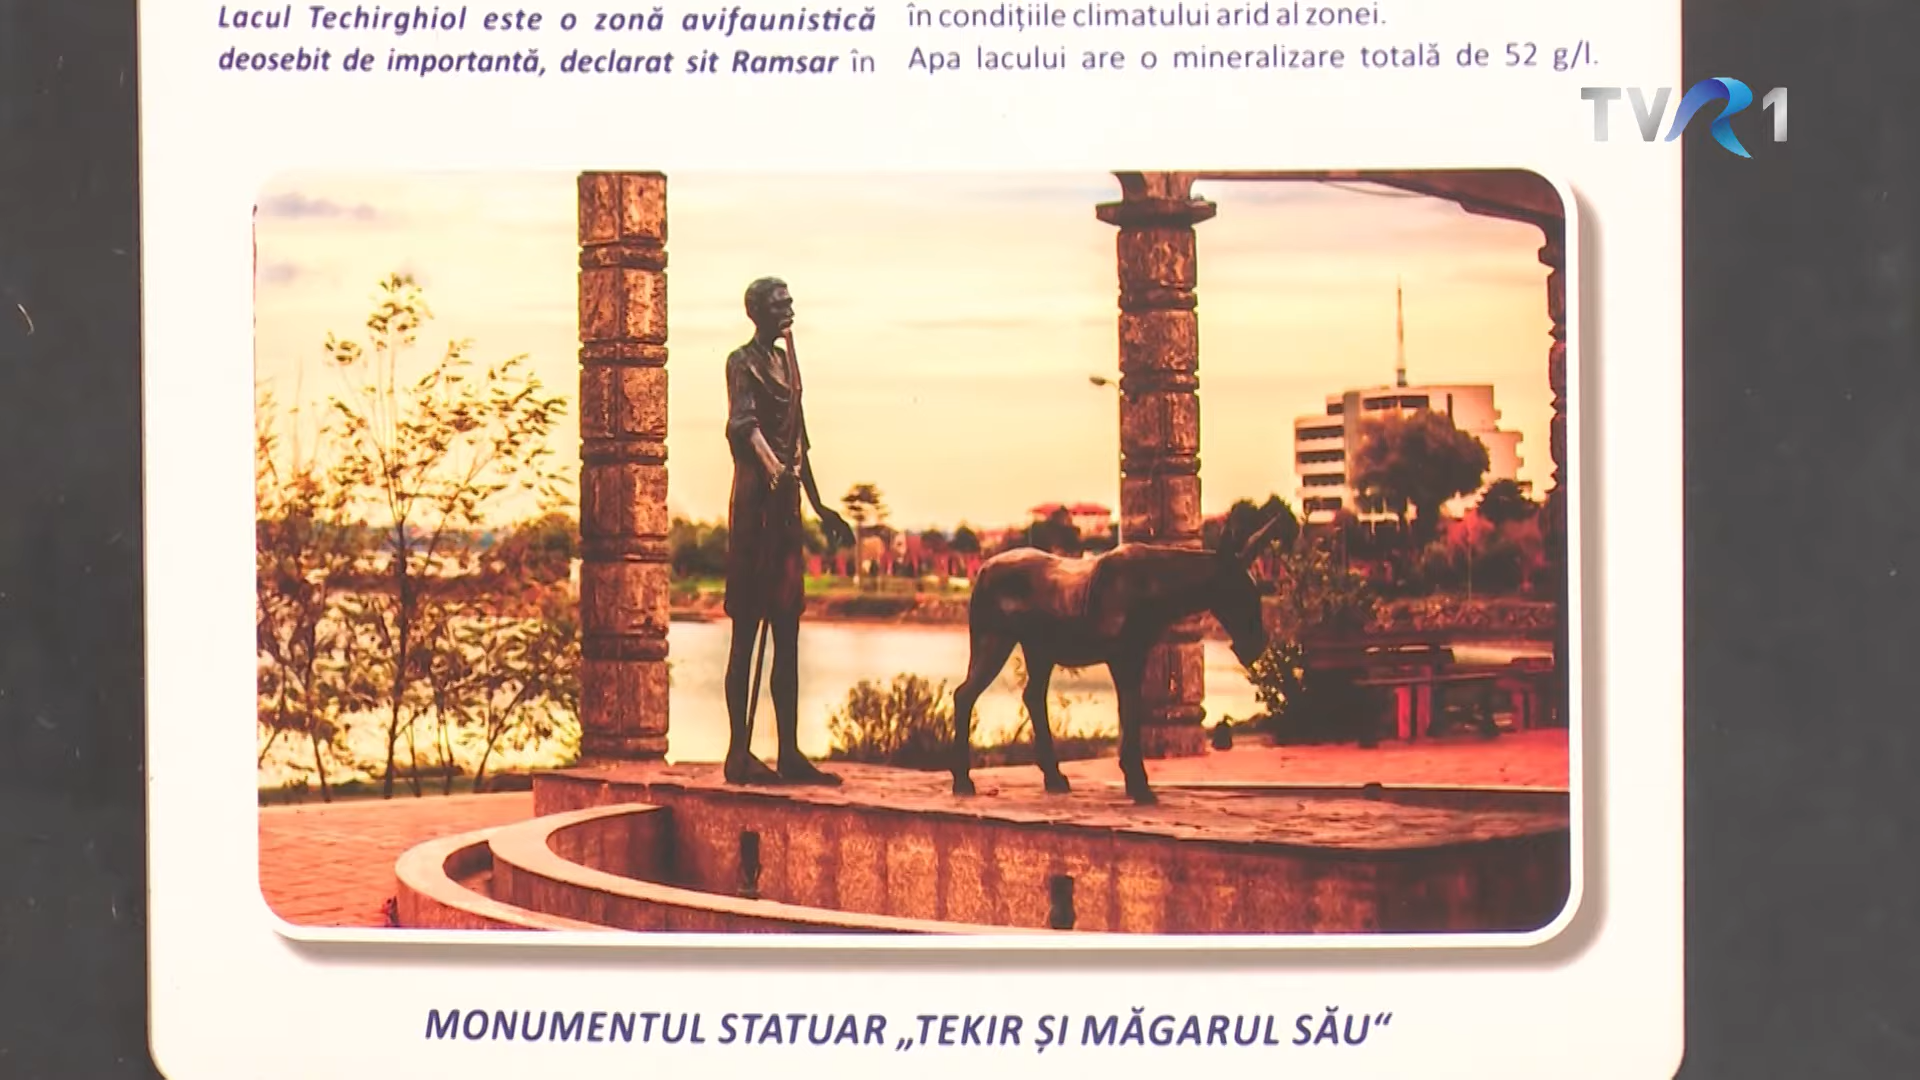 Lacul Techirghiol este o zonă avifaunistică
deosebit de importantă, declarat sit Ramsar în
în condițiile climatului arid al zonei.
Apa lacului are o mineralizare totală de 52 g/l.
TVR1
MONUMENTUL STATUAR „TEKIR ȘI MĂGARUL SĂU“